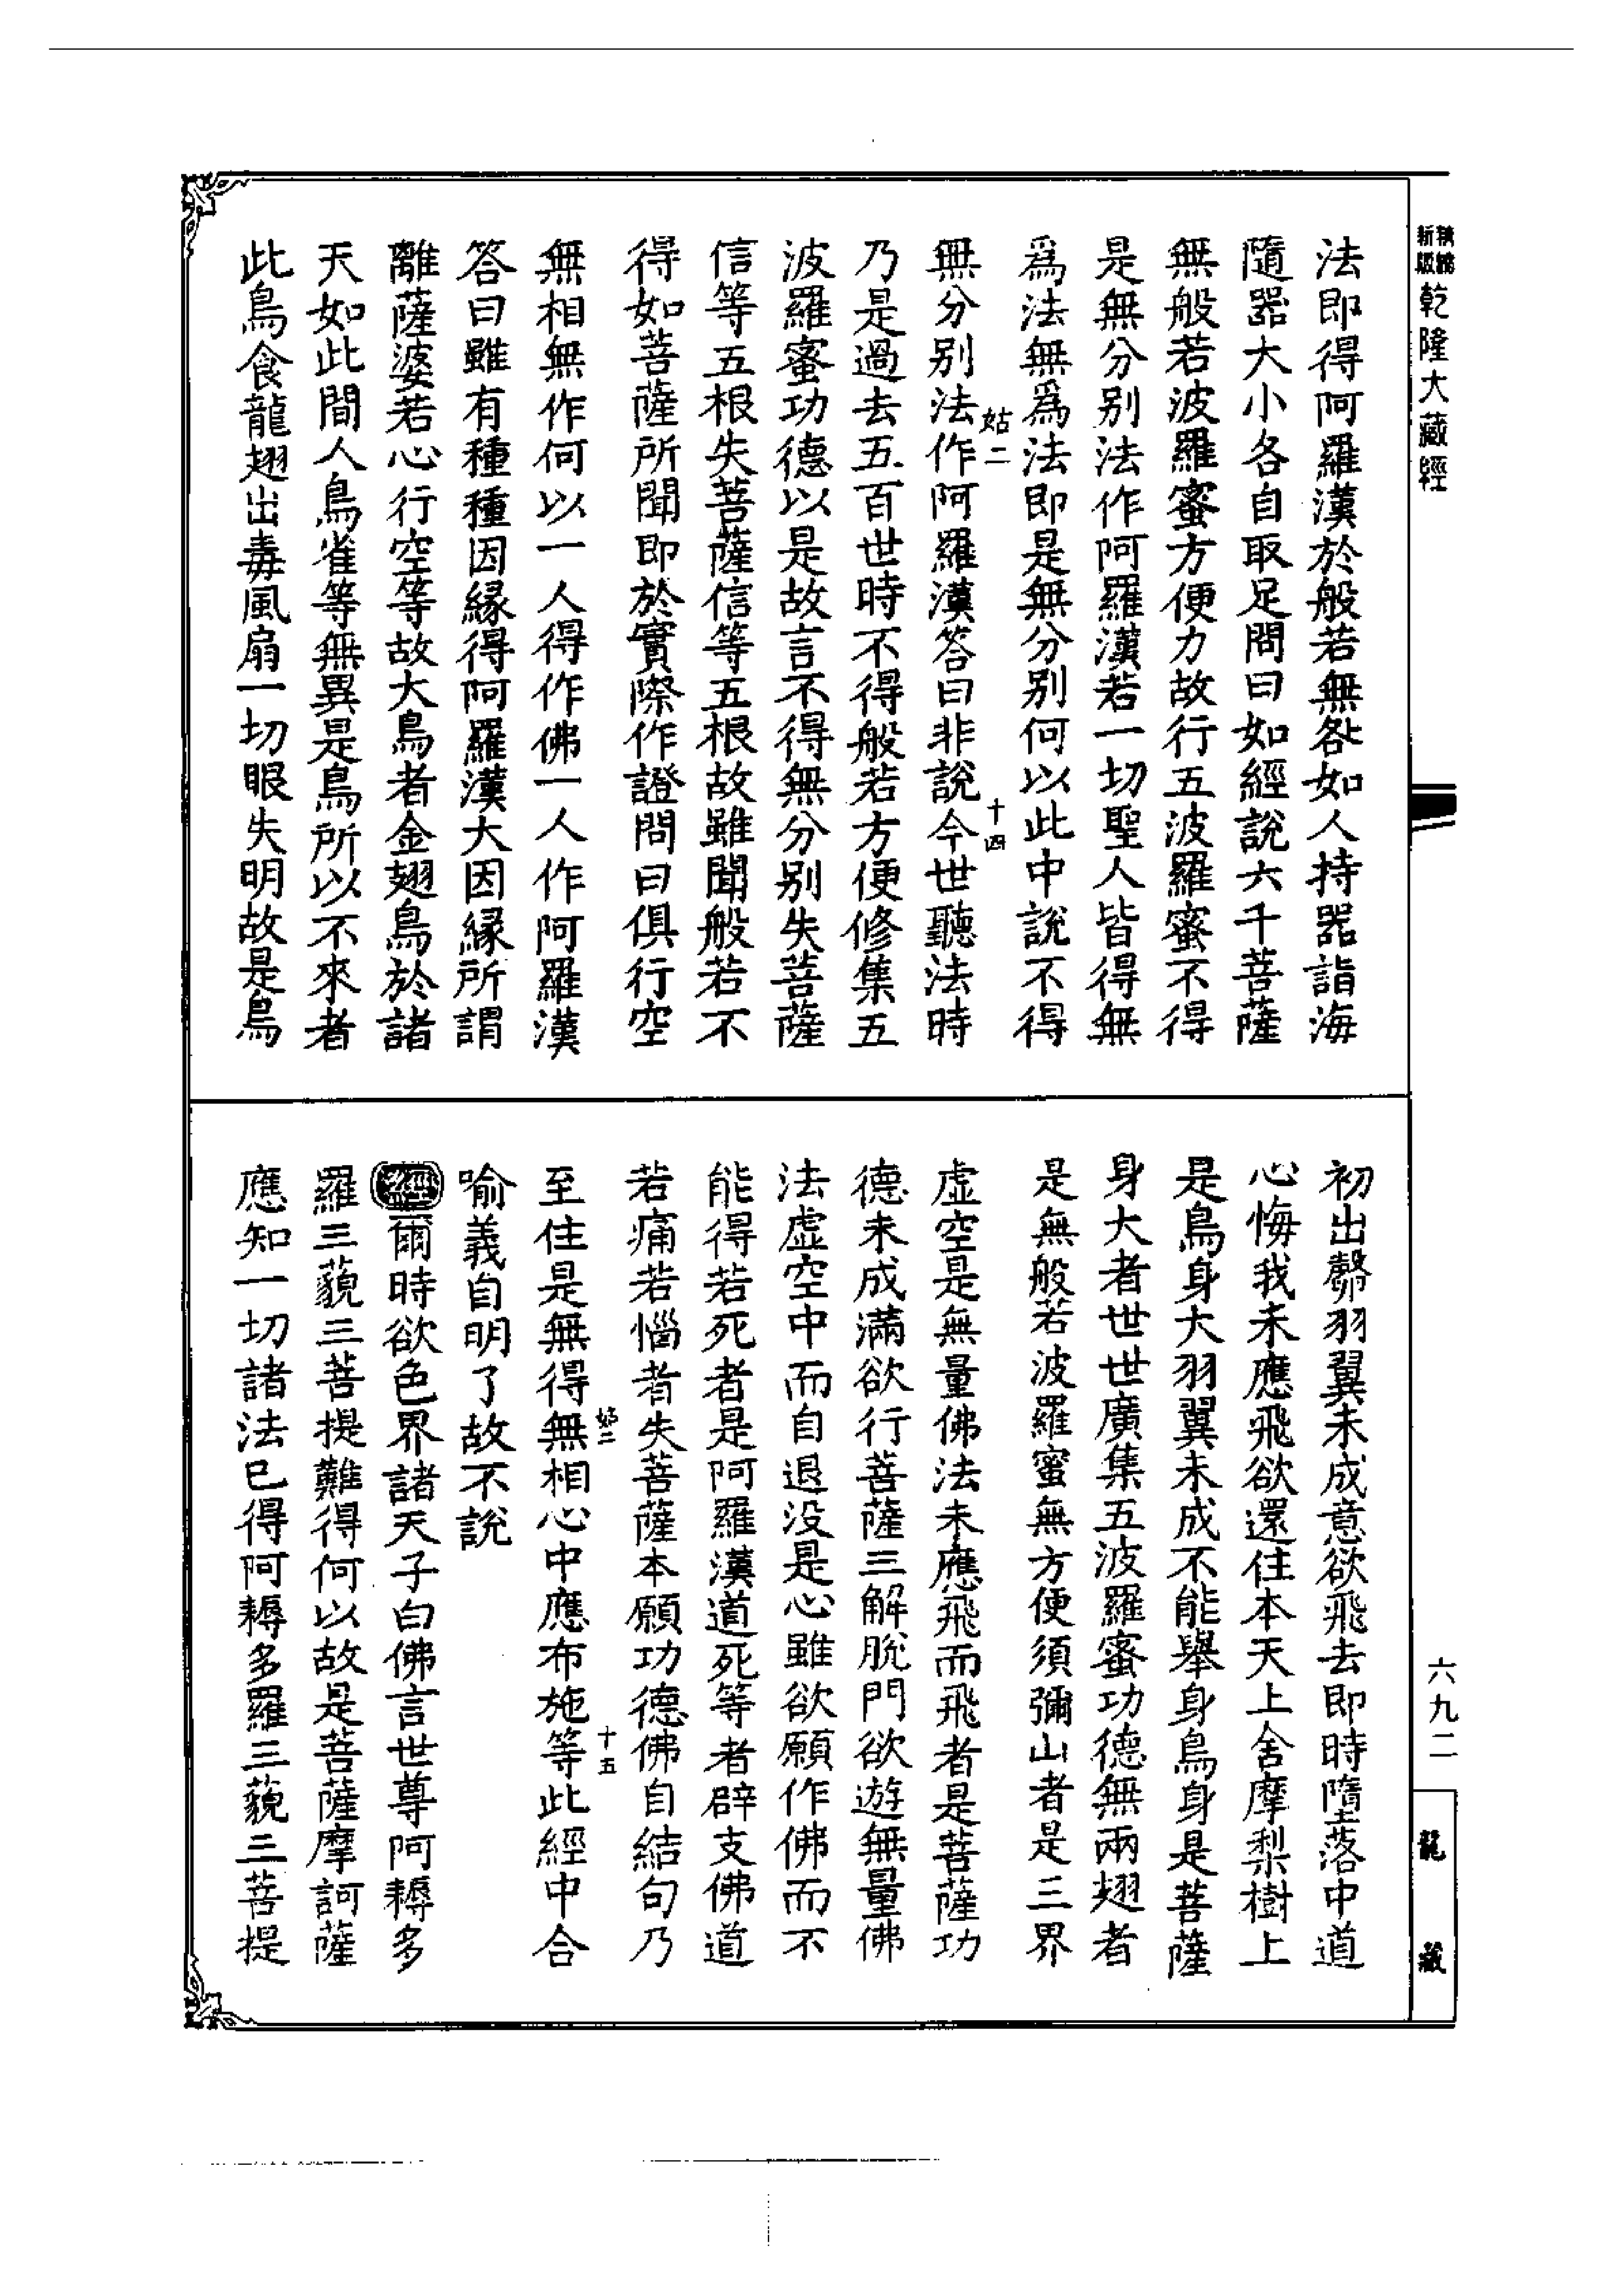 新版
乾隆大藏經
法即得阿羅漢於般若無咎如人持器詣海
隨器大小各自取足問曰如經說六千菩薩
無般若波羅蜜方便力故行五波羅蜜不得
是無分别法作阿羅漢若一切聖人皆得無
爲法無爲法即是無分别何以此中說不得
姑二
十四
無分别法作阿羅漢答曰非說今世聽法時
乃是過去五百世時不得般若方便修集五
波羅蜜功德以是故言不得無分别失菩薩
信等五根失菩薩信等五根故雖聞般若不
得如菩薩所聞即於實際作證問曰俱行空
無相無作何以一人得作佛一人作阿羅漢
答曰雖有種種因緣得阿羅漢大因緣所謂
離薩婆若心行空等故大鳥者金翅鳥於諸
天如此間人鳥雀等無異是鳥所以不來者
此鳥食龍翅出毒風扇一切眼失明故是鳥
初出鷇羽翼未成意欲飛去即時墮落中道
心悔我未應飛欲還住本天上舍摩梨樹上
是鳥身大羽翼未成不能舉身鳥身是菩薩
身大者世世廣集五波羅蜜功德無兩翅者
是無般若波羅蜜無方便須彌山者是三界
虛空是無量佛法未應飛而飛者是菩薩功
德未成滿欲行菩薩三解脫門欲遊無量佛
法虛空中而自退没是心雖欲願作佛而不
能得若死者是阿羅漢道死等者辟支佛道
若痛若惱者失菩薩本願功德佛自結句乃
姑二
十五
至住是無得無相心中應布施等此經中合
喻義自明了故不說
經爾時欲色界諸天子白佛言世尊阿耨多
羅三藐三菩提難得何以故是菩薩摩訶薩
應知一切諸法已得阿耨多羅三藐三菩提
六九二
龍藏